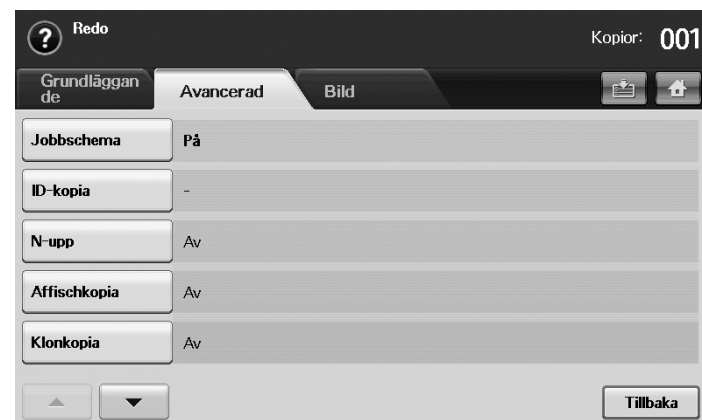 Redo
Kopior: 001
Grundläggan
de
Avancerad
Bild
Jobbschema
På
ID-kopia
-
N-upp
Av
Affischkopia
Av
Klonkopia
Av
Tillbaka